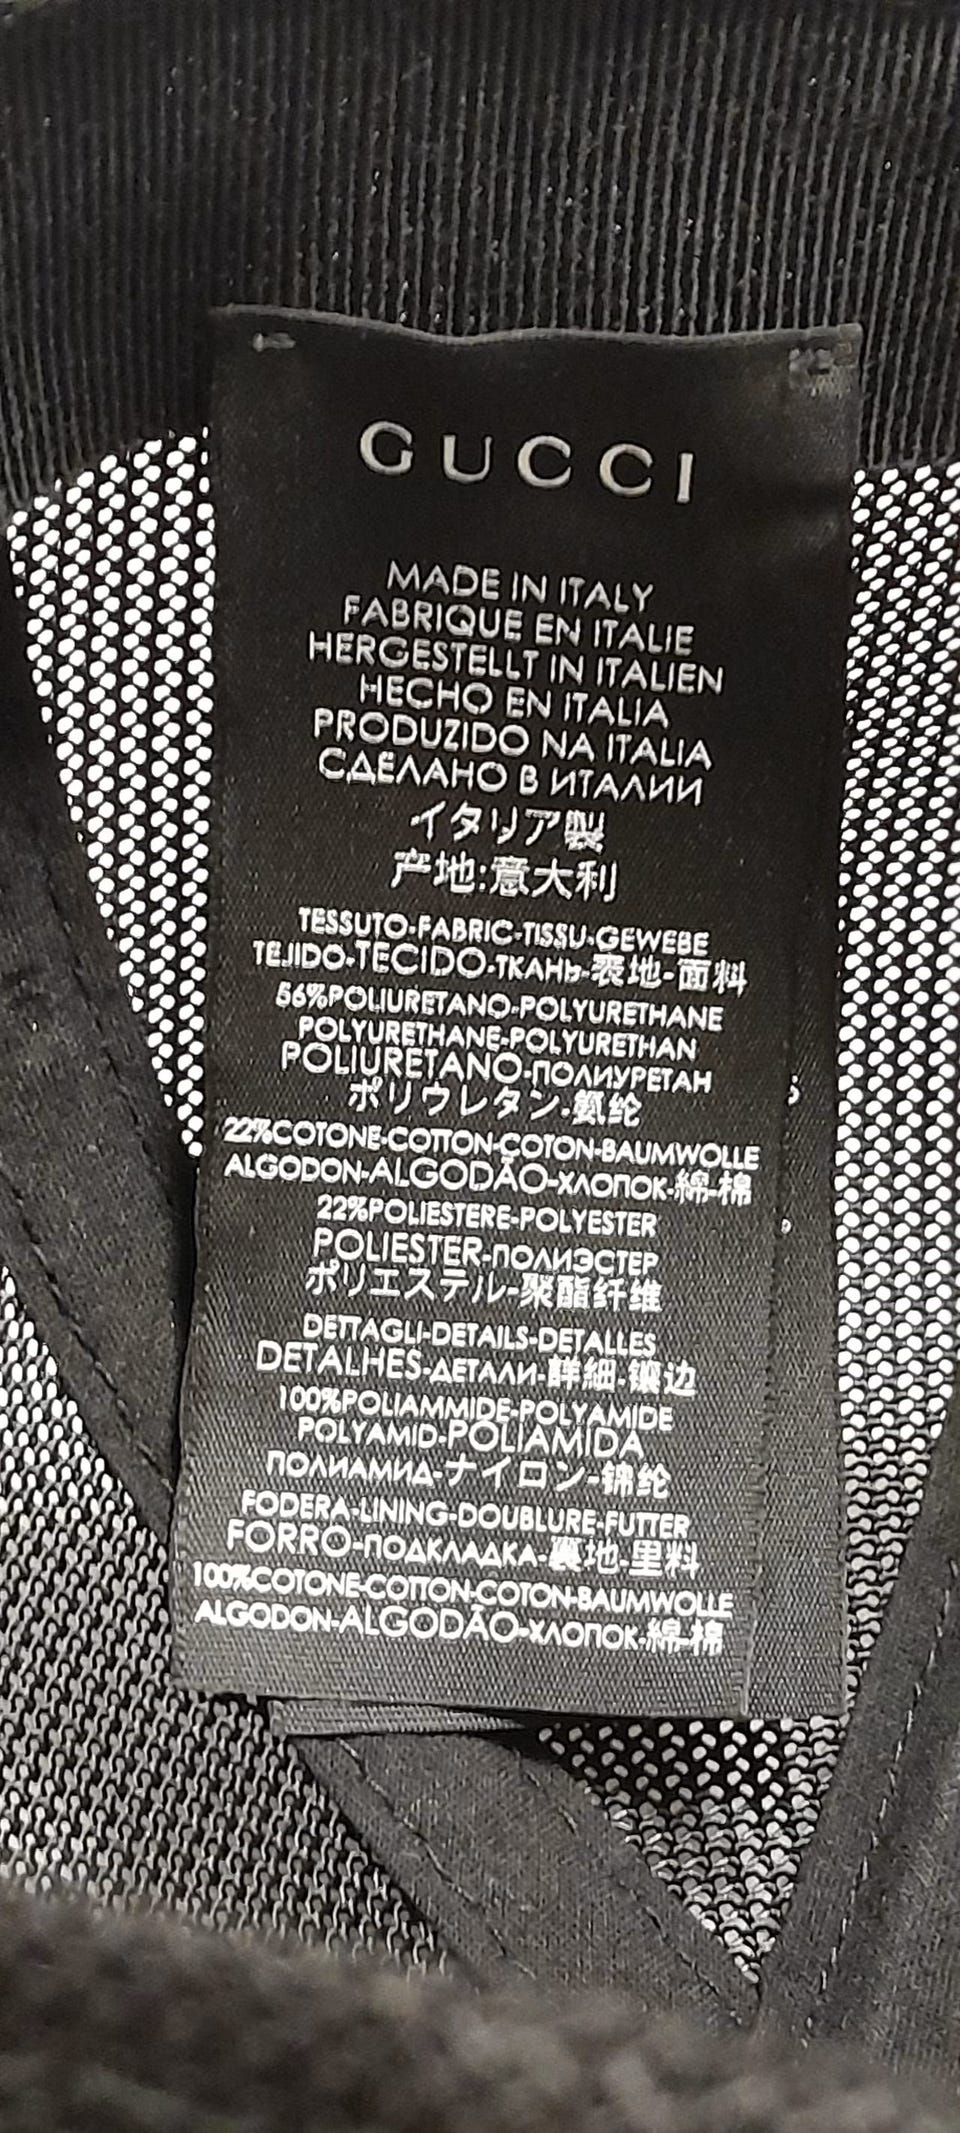 GUCCI
MADE IN ITALY
FABRIQUE EN ITALIE
HERGESTELLT IN ITALIEN
HECHO EN ITALIA
PRODUZIDO NA ITALIA
СДЕЛАНО В ИТАЛИИ
イタリア製
产地:意大利
TESSUTO-FABRIC-TISSU-GEWEBE
TEJIDO-TECIDO-ТКАНЬ-表地-面料
56%POLIURETANO-POLYURETHANE
POLYURETHANE-POLYURETHAN
POLIURETANO-ПОЛИУРЕТАН
ポリウレタン-氨纶
22%COTONE-COTTON-COTON-BAUMWOLLE
ALGODON-ALGODÃO-ХЛОПОК-綿-棉
22%POLIESTERE-POLYESTER
POLIESTER-ПОЛИЭСТЕР
ポリエステル-聚酯纤维
DETTAGLI-DETAILS-DETALLES
DETALHES-ДЕТАЛИ-詳細-镶边
100%POLIAMMIDE-POLYAMIDE
POLYAMID-POLIAMIDA
ПОЛИАМИД-ナイロン-锦纶
FODERA-LINING-DOUBLURE-FUTTER
FORRO-ПОДКЛАДКА-裏地-里料
100%COTONE-COTTON-COTON-BAUMWOLLE
ALGODON-ALGODÃO-ХЛОПОК-綿-棉